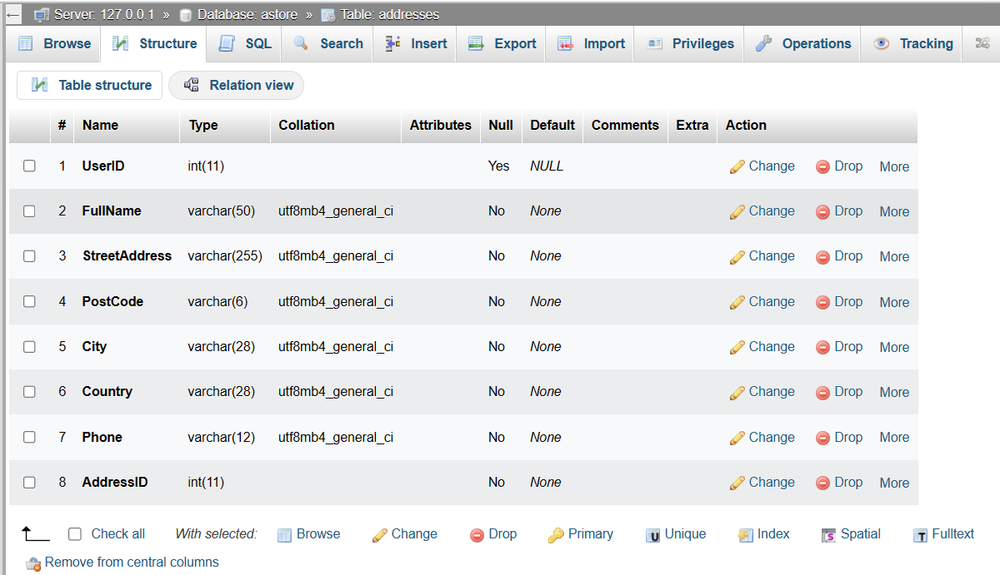 Server: 127.0.0.1 » Database: astore » Table: addresses
Browse Structure SQL Search Insert Export Import Privileges Operations Tracking
Table structure Relation view
# Name Type Collation Attributes Null Default Comments Extra Action
1 UserID int(11) Yes NULL Change Drop More
2 FullName varchar(50) utf8mb4_general_ci No None Change Drop More
3 StreetAddress varchar(255) utf8mb4_general_ci No None Change Drop More
4 PostCode varchar(6) utf8mb4_general_ci No None Change Drop More
5 City varchar(28) utf8mb4_general_ci No None Change Drop More
6 Country varchar(28) utf8mb4_general_ci No None Change Drop More
7 Phone varchar(12) utf8mb4_general_ci No None Change Drop More
8 AddressID int(11) No None Change Drop More
Check all With selected: Browse Change Drop Primary Unique Index Spatial Fulltext
Remove from central columns